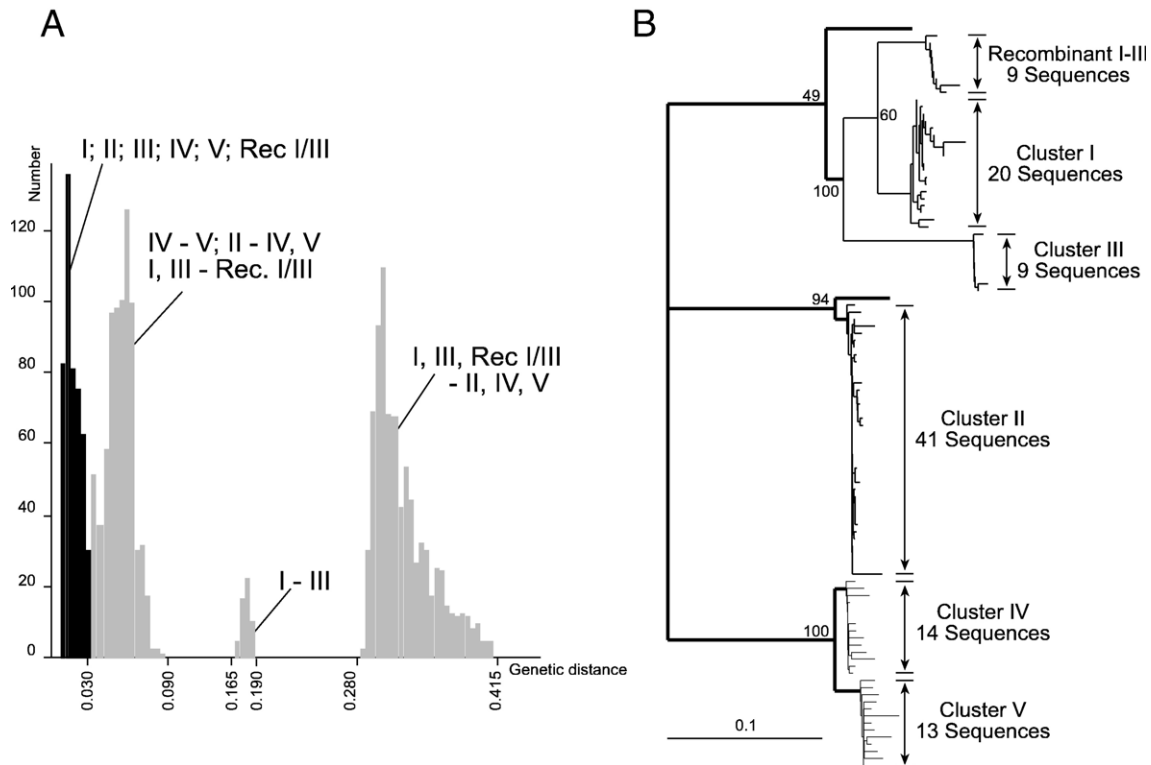 A
Number
120
100
80
60
40
20
0
I; II; III; IV; V; Rec I/III
IV - V; II - IV, V
I, III - Rec. I/III
I - III
I, III, Rec I/III
- II, IV, V
Genetic distance
0.030
0.090
0.165
0.190
0.280
0.415
B
49
60
100
94
100
0.1
Recombinant I-III
9 Sequences
Cluster I
20 Sequences
Cluster III
9 Sequences
Cluster II
41 Sequences
Cluster IV
14 Sequences
Cluster V
13 Sequences